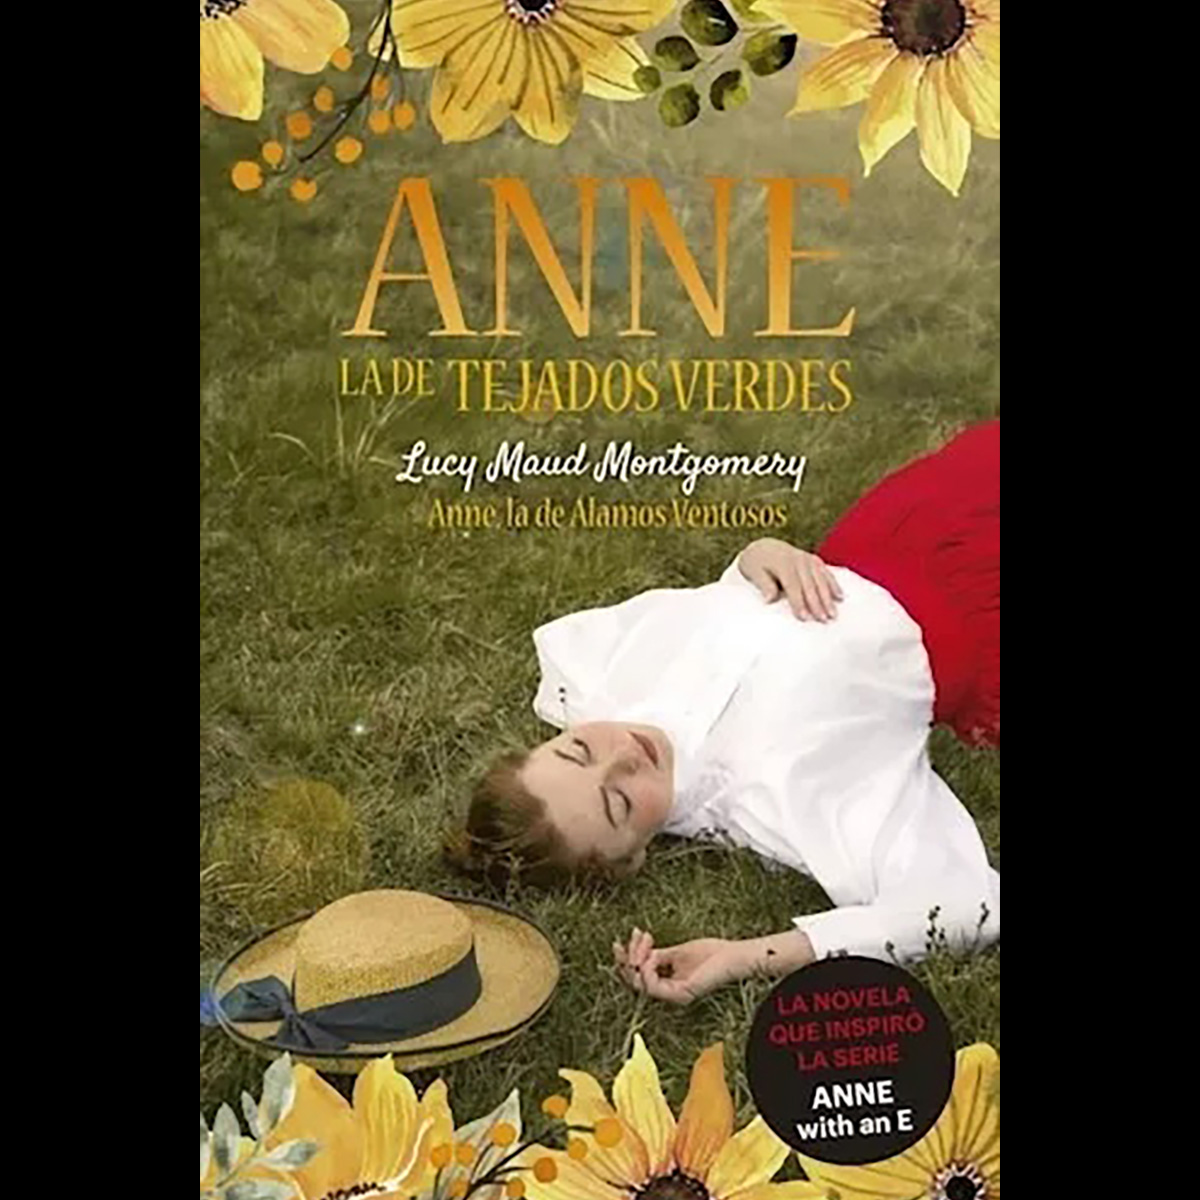 ANNE
LA DE TEJADOS VERDES
Lucy Maud Montgomery
Anne, la de Álamos Ventosos
LA NOVELA
QUE INSPIRÓ
LA SERIE
ANNE
with an E